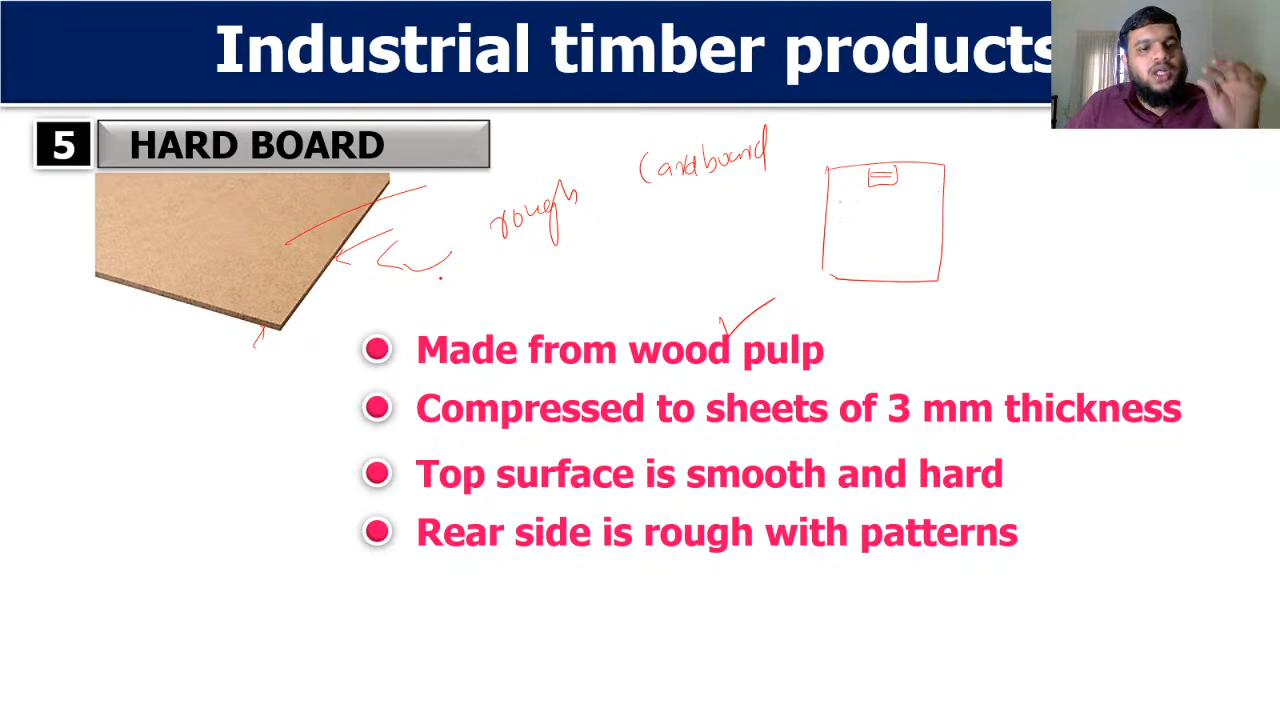 Industrial timber products
5 HARD BOARD
Cardboard
rough
Made from wood pulp
Compressed to sheets of 3 mm thickness
Top surface is smooth and hard
Rear side is rough with patterns